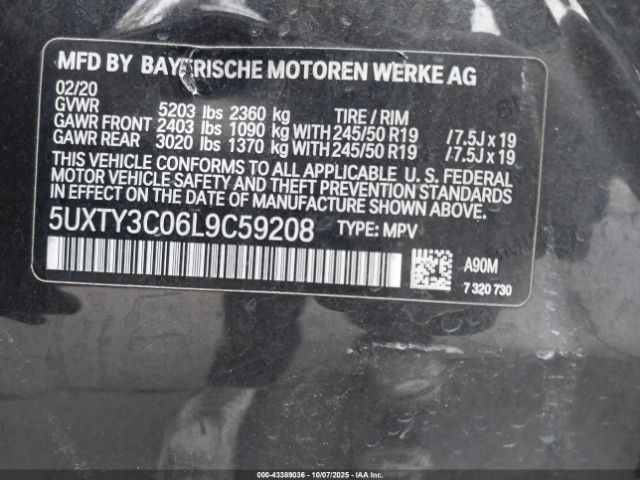 MFD BY BAYERISCHE MOTOREN WERKE AG
02/20
GVWR 5203 lbs 2360 kg TIRE / RIM
GAWR FRONT 2403 lbs 1090 kg WITH 245/50 R19 /7.5J x 19
GAWR REAR 3020 lbs 1370 kg WITH 245/50 R19 /7.5J x 19
THIS VEHICLE CONFORMS TO ALL APPLICABLE U. S. FEDERAL
MOTOR VEHICLE SAFETY AND THEFT PREVENTION STANDARDS
IN EFFECT ON THE DATE OF MANUFACTURE SHOWN ABOVE.
5UXTY3C06L9C59208 TYPE: MPV
A90M
7 320 730
000-43389036 - 10/07/2025 - IAA Inc.